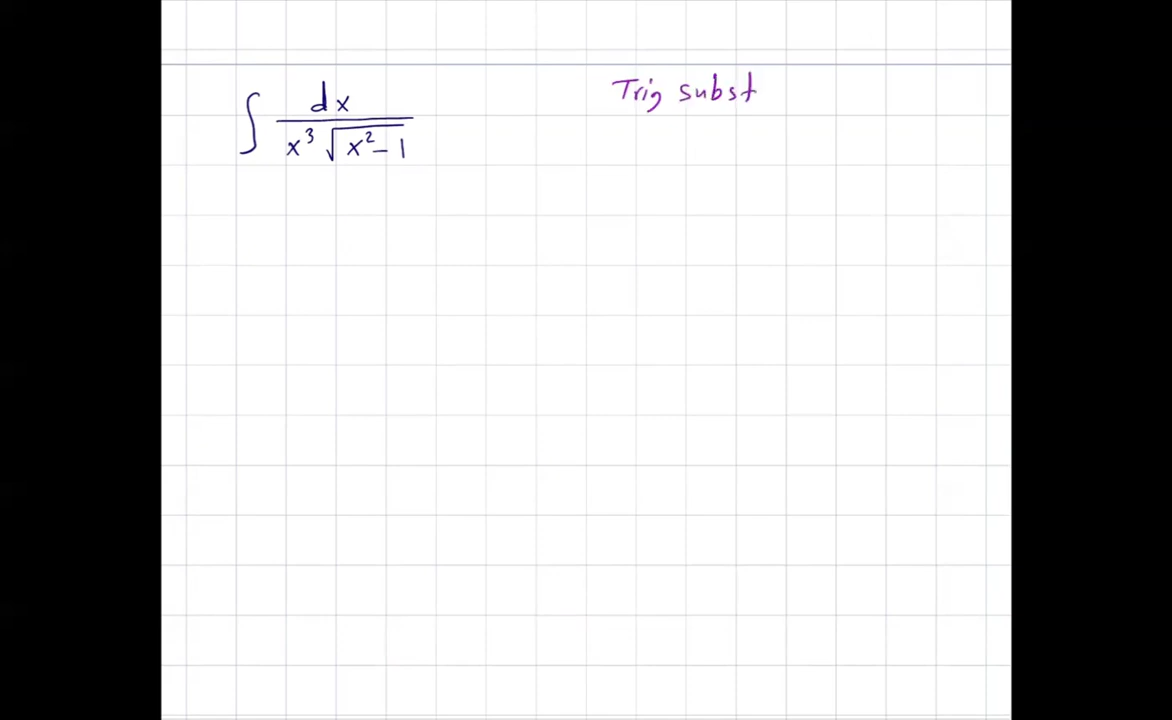 ∫ dx / (x³ √(x² - 1))
Trig subst